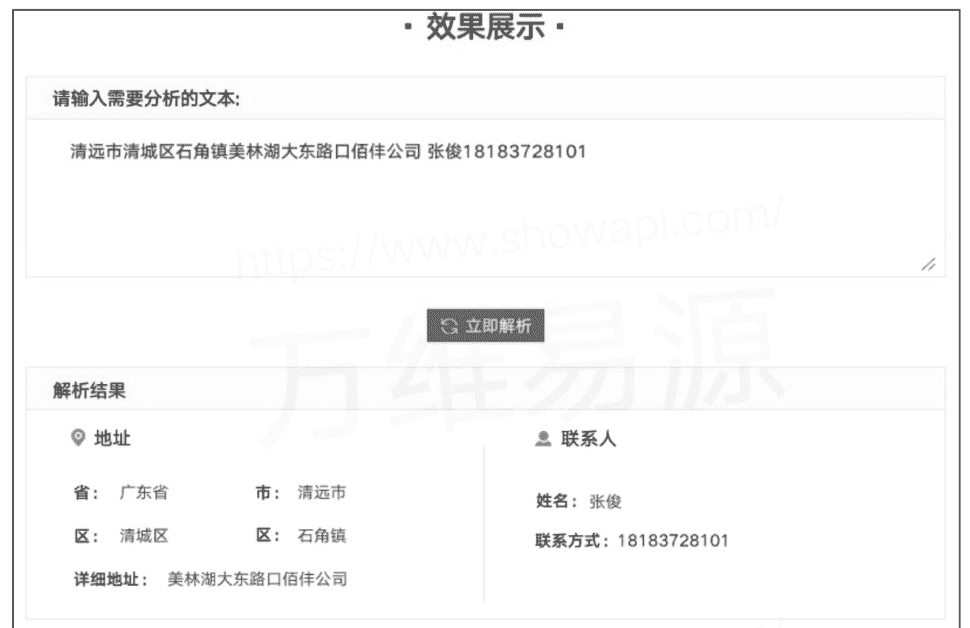 · 效果展示 ·
请输入需要分析的文本:
清远市清城区石角镇美林湖大东路口佰佯公司 张俊18183728101
https://www.showapi.com/
立即解析
万维易源
解析结果
地址
联系人
省： 广东省 市： 清远市
姓名： 张俊
区： 清城区 区： 石角镇
联系方式：18183728101
详细地址： 美林湖大东路口佰佯公司